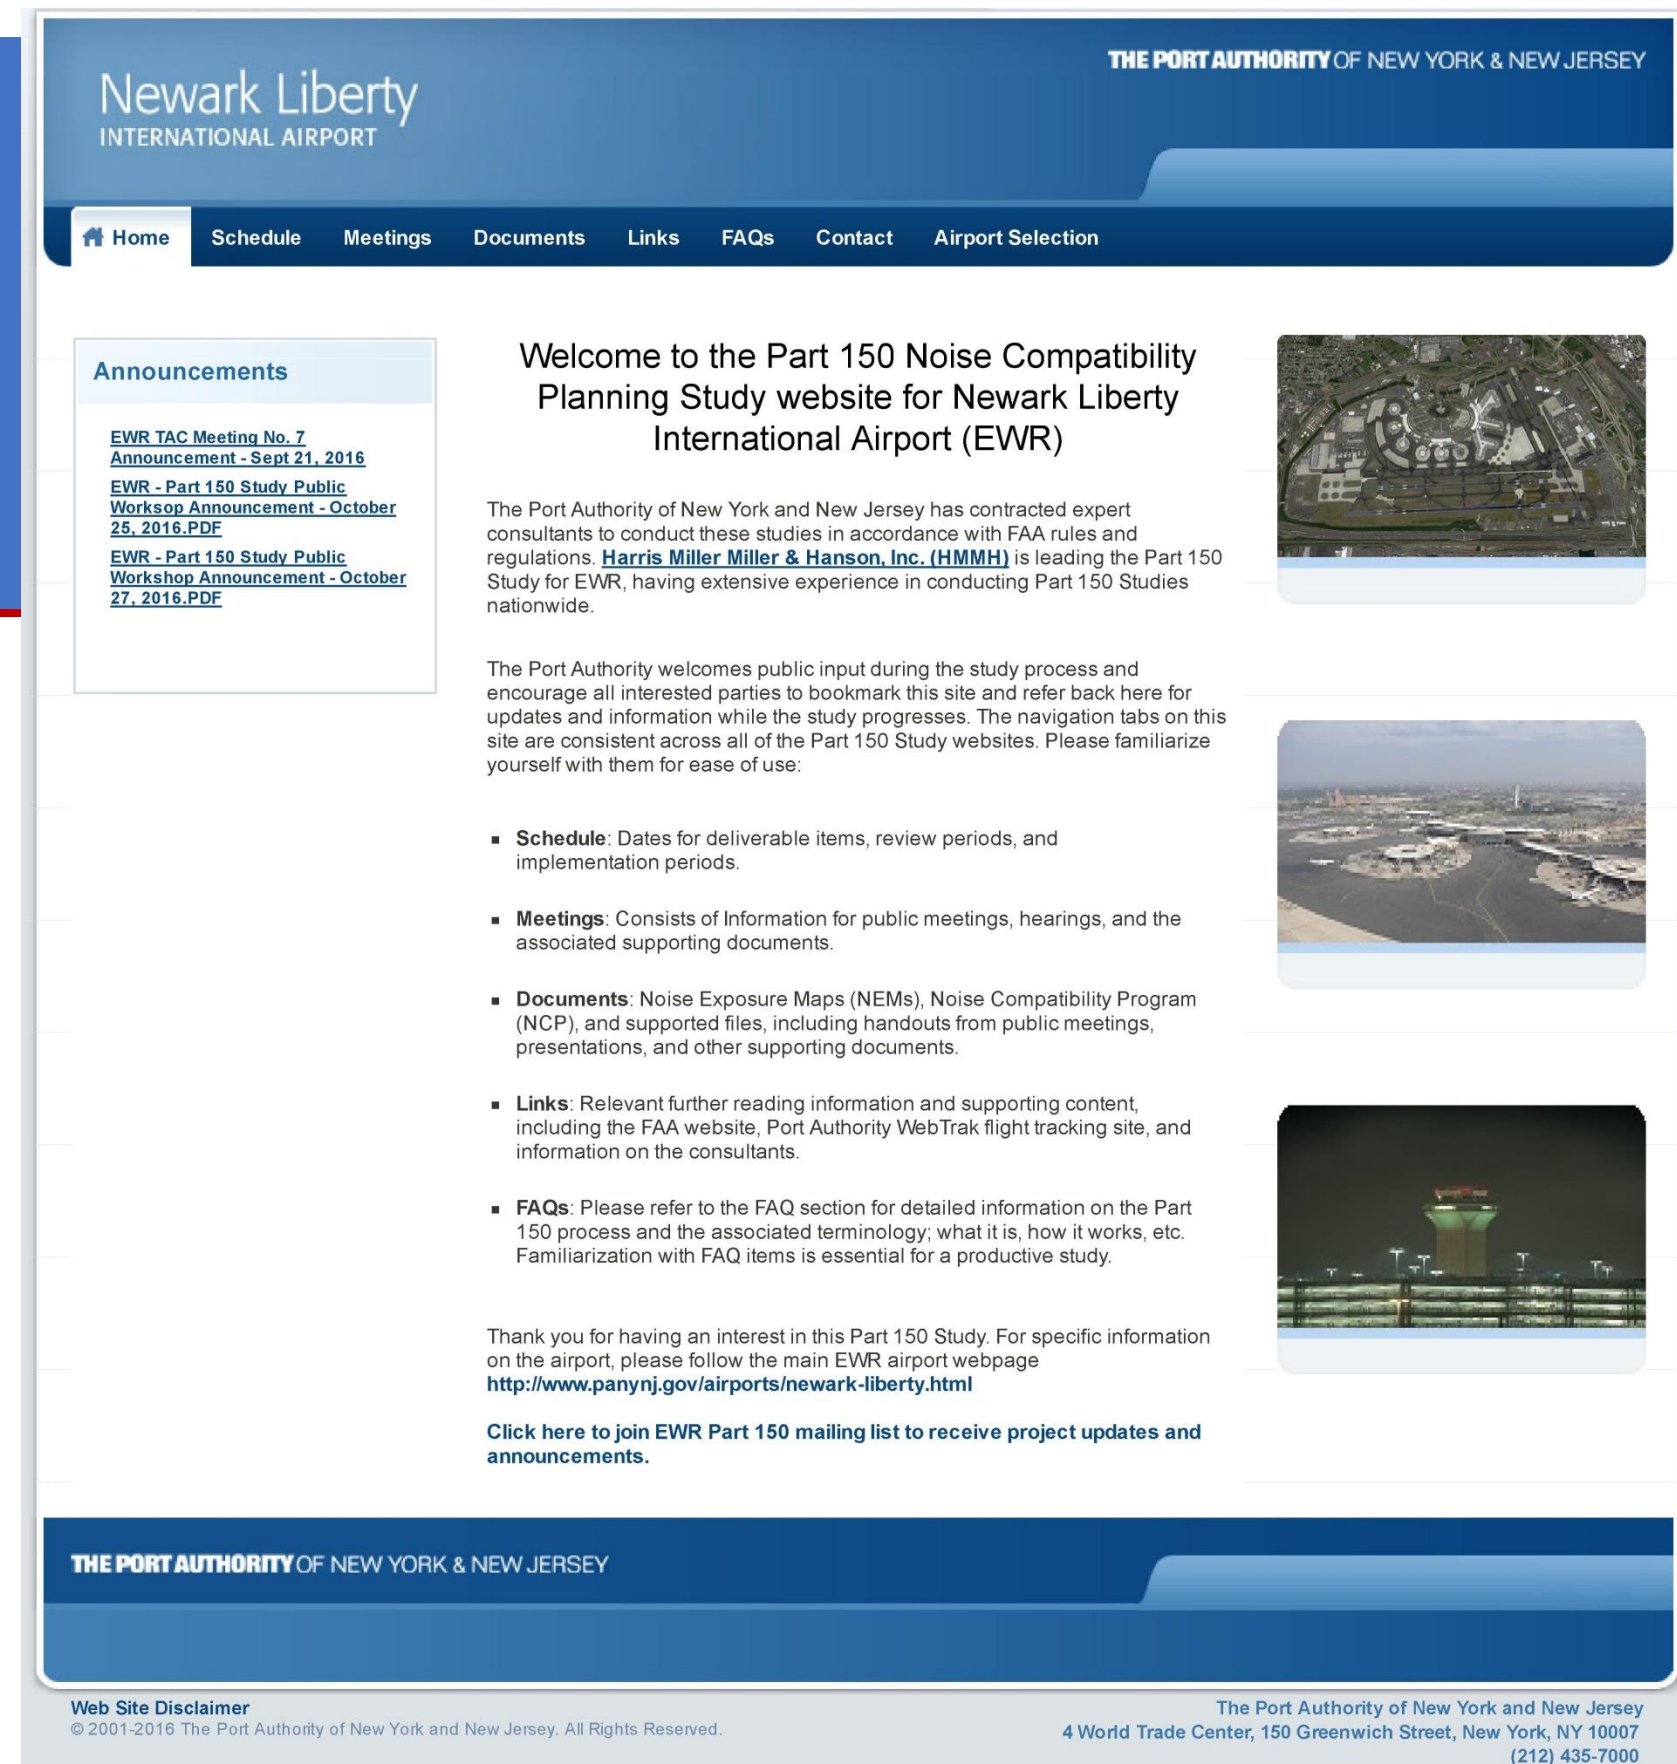 Newark Liberty
INTERNATIONAL AIRPORT
THE PORT AUTHORITY OF NEW YORK & NEW JERSEY
Home Schedule Meetings Documents Links FAQs Contact Airport Selection
Announcements
EWR TAC Meeting No. 7
Announcement - Sept 21, 2016
EWR - Part 150 Study Public
Worksop Announcement - October
25, 2016.PDF
EWR - Part 150 Study Public
Workshop Announcement - October
27, 2016.PDF
Welcome to the Part 150 Noise Compatibility
Planning Study website for Newark Liberty
International Airport (EWR)
The Port Authority of New York and New Jersey has contracted expert
consultants to conduct these studies in accordance with FAA rules and
regulations. Harris Miller Miller & Hanson, Inc. (HMMH) is leading the Part 150
Study for EWR, having extensive experience in conducting Part 150 Studies
nationwide.
The Port Authority welcomes public input during the study process and
encourage all interested parties to bookmark this site and refer back here for
updates and information while the study progresses. The navigation tabs on this
site are consistent across all of the Part 150 Study websites. Please familiarize
yourself with them for ease of use:
▪ Schedule: Dates for deliverable items, review periods, and
implementation periods.
▪ Meetings: Consists of Information for public meetings, hearings, and the
associated supporting documents.
▪ Documents: Noise Exposure Maps (NEMs), Noise Compatibility Program
(NCP), and supported files, including handouts from public meetings,
presentations, and other supporting documents.
▪ Links: Relevant further reading information and supporting content,
including the FAA website, Port Authority WebTrak flight tracking site, and
information on the consultants.
▪ FAQs: Please refer to the FAQ section for detailed information on the Part
150 process and the associated terminology; what it is, how it works, etc.
Familiarization with FAQ items is essential for a productive study.
Thank you for having an interest in this Part 150 Study. For specific information
on the airport, please follow the main EWR airport webpage
http://www.panynj.gov/airports/newark-liberty.html
Click here to join EWR Part 150 mailing list to receive project updates and
announcements.
THE PORT AUTHORITY OF NEW YORK & NEW JERSEY
Web Site Disclaimer
© 2001-2016 The Port Authority of New York and New Jersey. All Rights Reserved.
The Port Authority of New York and New Jersey
4 World Trade Center, 150 Greenwich Street, New York, NY 10007
(212) 435-7000